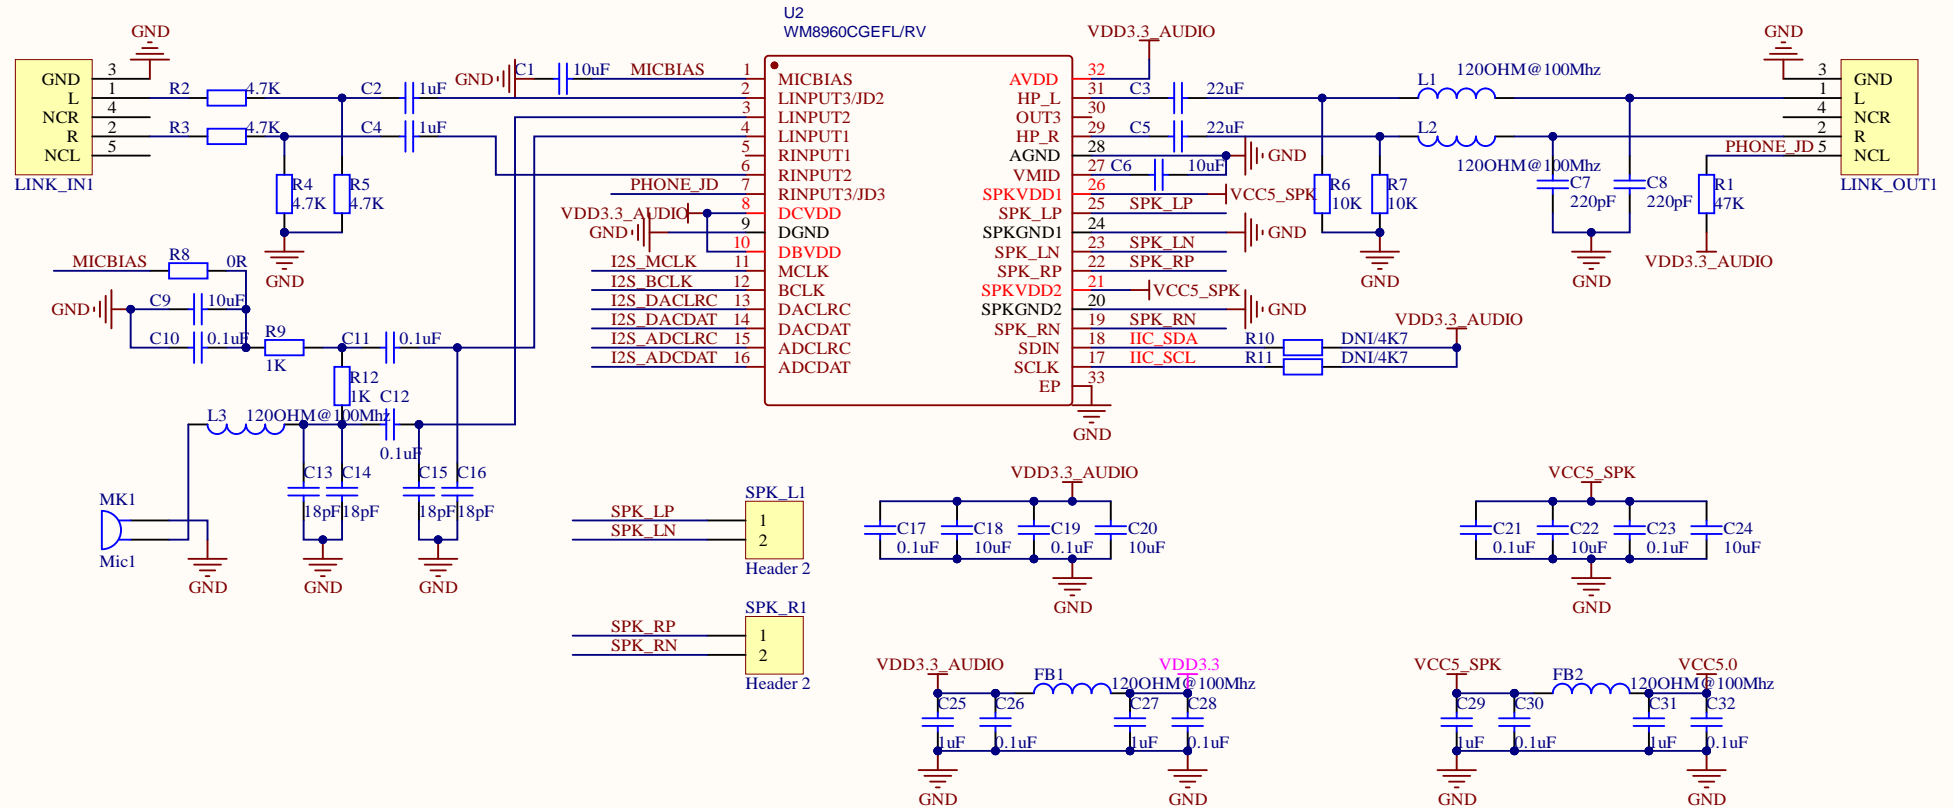 U2
WM8960CGEFL/RV
GND
GND 3
L 1
NCR 4
R 2
NCL 5
LINK_IN1
R2 4.7K
R3 4.7K
C2 1uF
C4 1uF
R4
4.7K
R5
4.7K
GND
GND C1 10uF MICBIAS
PHONE_JD
VDD3.3_AUDIO
GND
I2S_MCLK
I2S_BCLK
I2S_DACLRC
I2S_DACDAT
I2S_ADCLRC
I2S_ADCDAT
1 MICBIAS
2 LINPUT3/JD2
3 LINPUT2
4 LINPUT1
5 RINPUT1
6 RINPUT2
7 RINPUT3/JD3
8 DCVDD
9 DGND
10 DBVDD
11 MCLK
12 BCLK
13 DACLRC
14 DACDAT
15 ADCLRC
16 ADCDAT
AVDD 32
HP_L 31
OUT3 30
HP_R 29
AGND 28
VMID 27
SPKVDD1 26
SPK_LP 25
SPKGND1 24
SPK_LN 23
SPK_RP 22
SPKVDD2 21
SPKGND2 20
SPK_RN 19
SDIN 18
SCLK 17
EP 33
GND
VDD3.3_AUDIO
C3 22uF
C5 22uF
GND
C6 10uF
VCC5_SPK
SPK_LP
GND
SPK_LN
SPK_RP
VCC5_SPK
GND
SPK_RN
IIC_SDA R10 DNI/4K7
IIC_SCL R11 DNI/4K7
VDD3.3_AUDIO
L1 120OHM@100Mhz
L2
120OHM@100Mhz
R6
10K
R7
10K
GND
C7
220pF
C8
220pF
GND
PHONE_JD
R1
47K
VDD3.3_AUDIO
GND
3 GND
1 L
4 NCR
2 R
5 NCL
LINK_OUT1
MICBIAS R8 0R
GND C9 10uF
C10 0.1uF
R9
1K
C11 0.1uF
R12
1K
C12
0.1uF
L3 120OHM@100Mhz
C13
18pF
C14
18pF
C15
18pF
C16
18pF
MK1
Mic1
GND
GND
GND
SPK_L1
SPK_LP 1
SPK_LN 2
Header 2
SPK_R1
SPK_RP 1
SPK_RN 2
Header 2
VDD3.3_AUDIO
C17
0.1uF
C18
10uF
C19
0.1uF
C20
10uF
GND
VCC5_SPK
C21
0.1uF
C22
10uF
C23
0.1uF
C24
10uF
GND
VDD3.3_AUDIO
FB1
120OHM@100Mhz
VDD3.3
C25
1uF
C26
0.1uF
C27
1uF
C28
0.1uF
GND
GND
VCC5_SPK
FB2
120OHM@100Mhz
VCC5.0
C29
1uF
C30
0.1uF
C31
1uF
C32
0.1uF
GND
GND